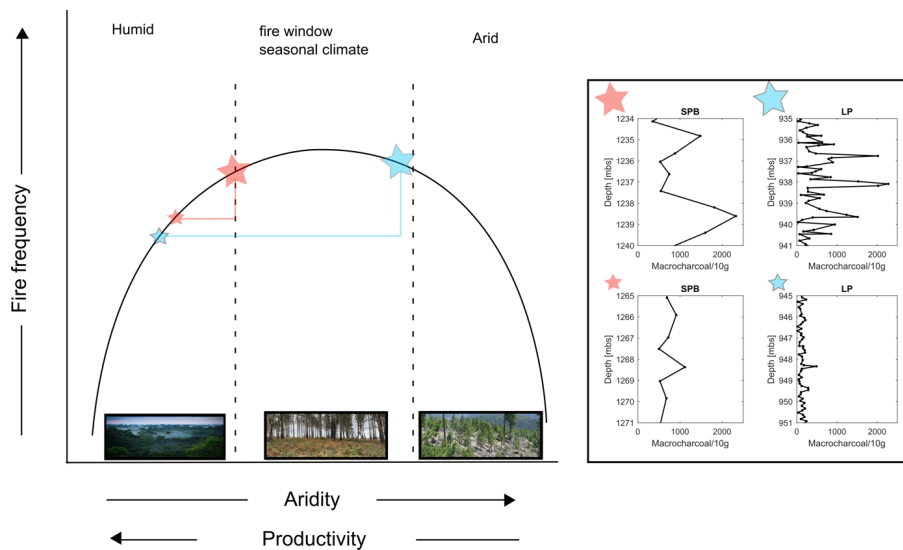 Humid
fire window
seasonal climate
Arid
Fire frequency
Aridity
Productivity
SPB
1234
1235
1236
1237
1238
1239
1240
Depth [mbs]
0 1000 2000
Macrocharcoal/10g
LP
935
936
937
938
939
940
941
Depth [mbs]
0 1000 2000
Macrocharcoal/10g
SPB
1265
1266
1267
1268
1269
1270
1271
Depth [mbs]
0 1000 2000
Macrocharcoal/10g
LP
945
946
947
948
949
950
951
Depth [mbs]
0 1000 2000
Macrocharcoal/10g